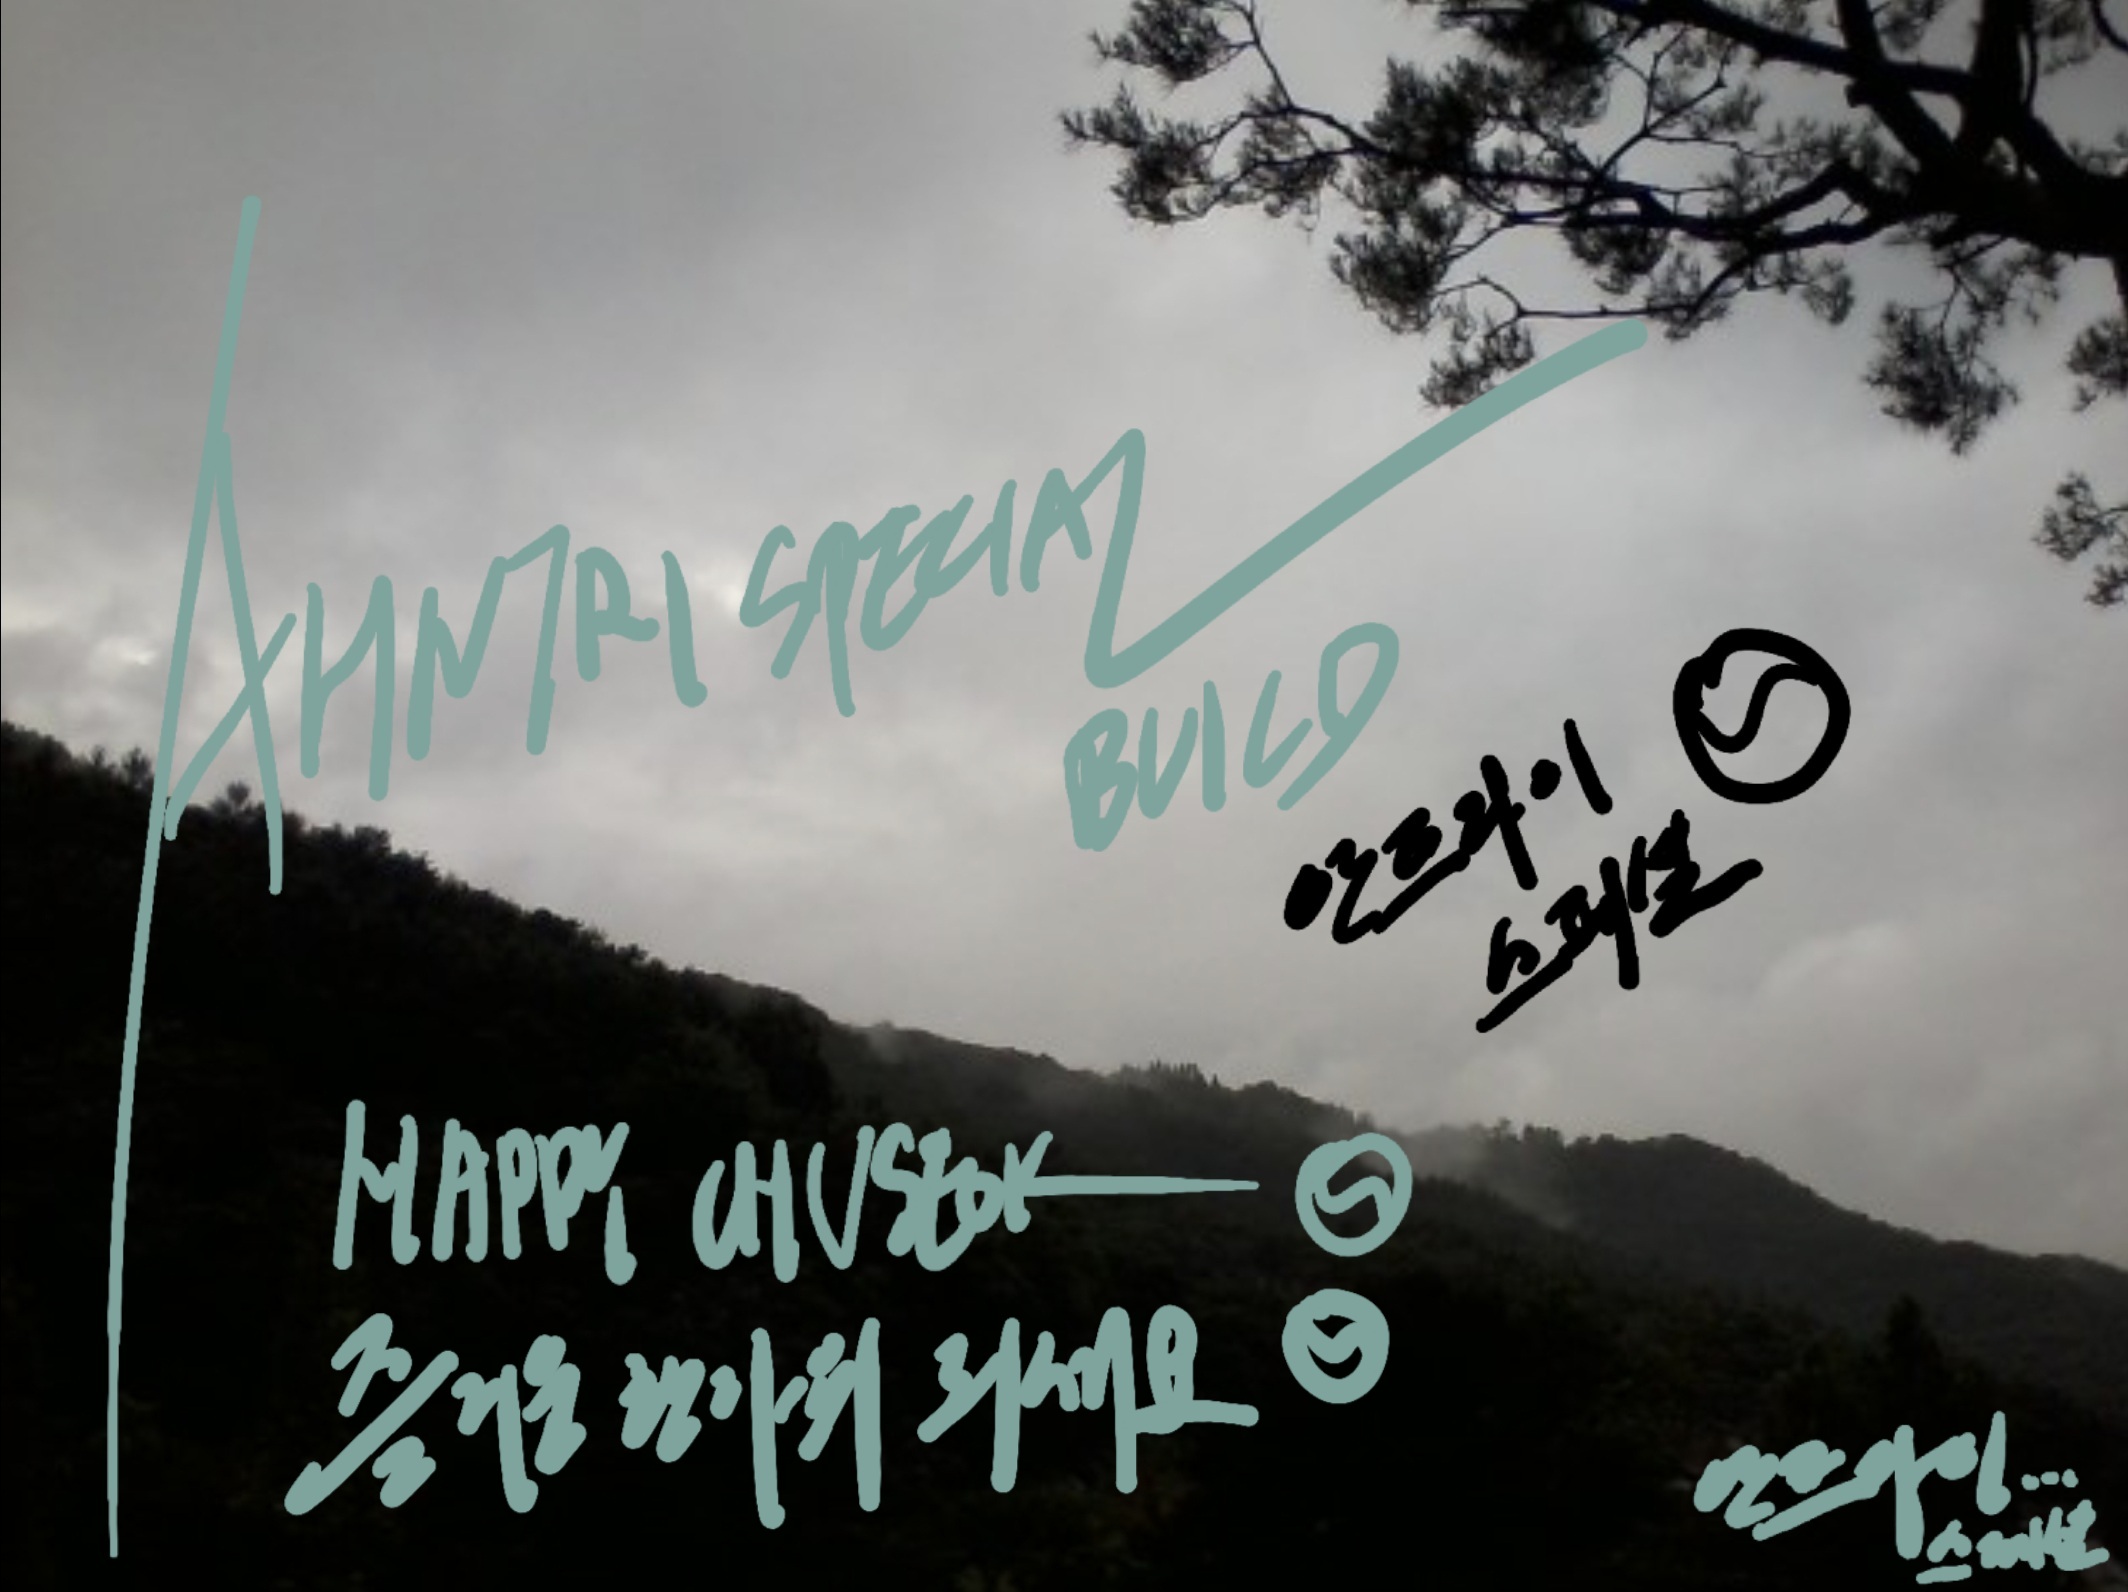 AHNTRI SPECIAL
BUILD
안트라이
스페셜
HAPPY CHUSEOK
즐거운 한가위 되세요
안트라이...
스페셜